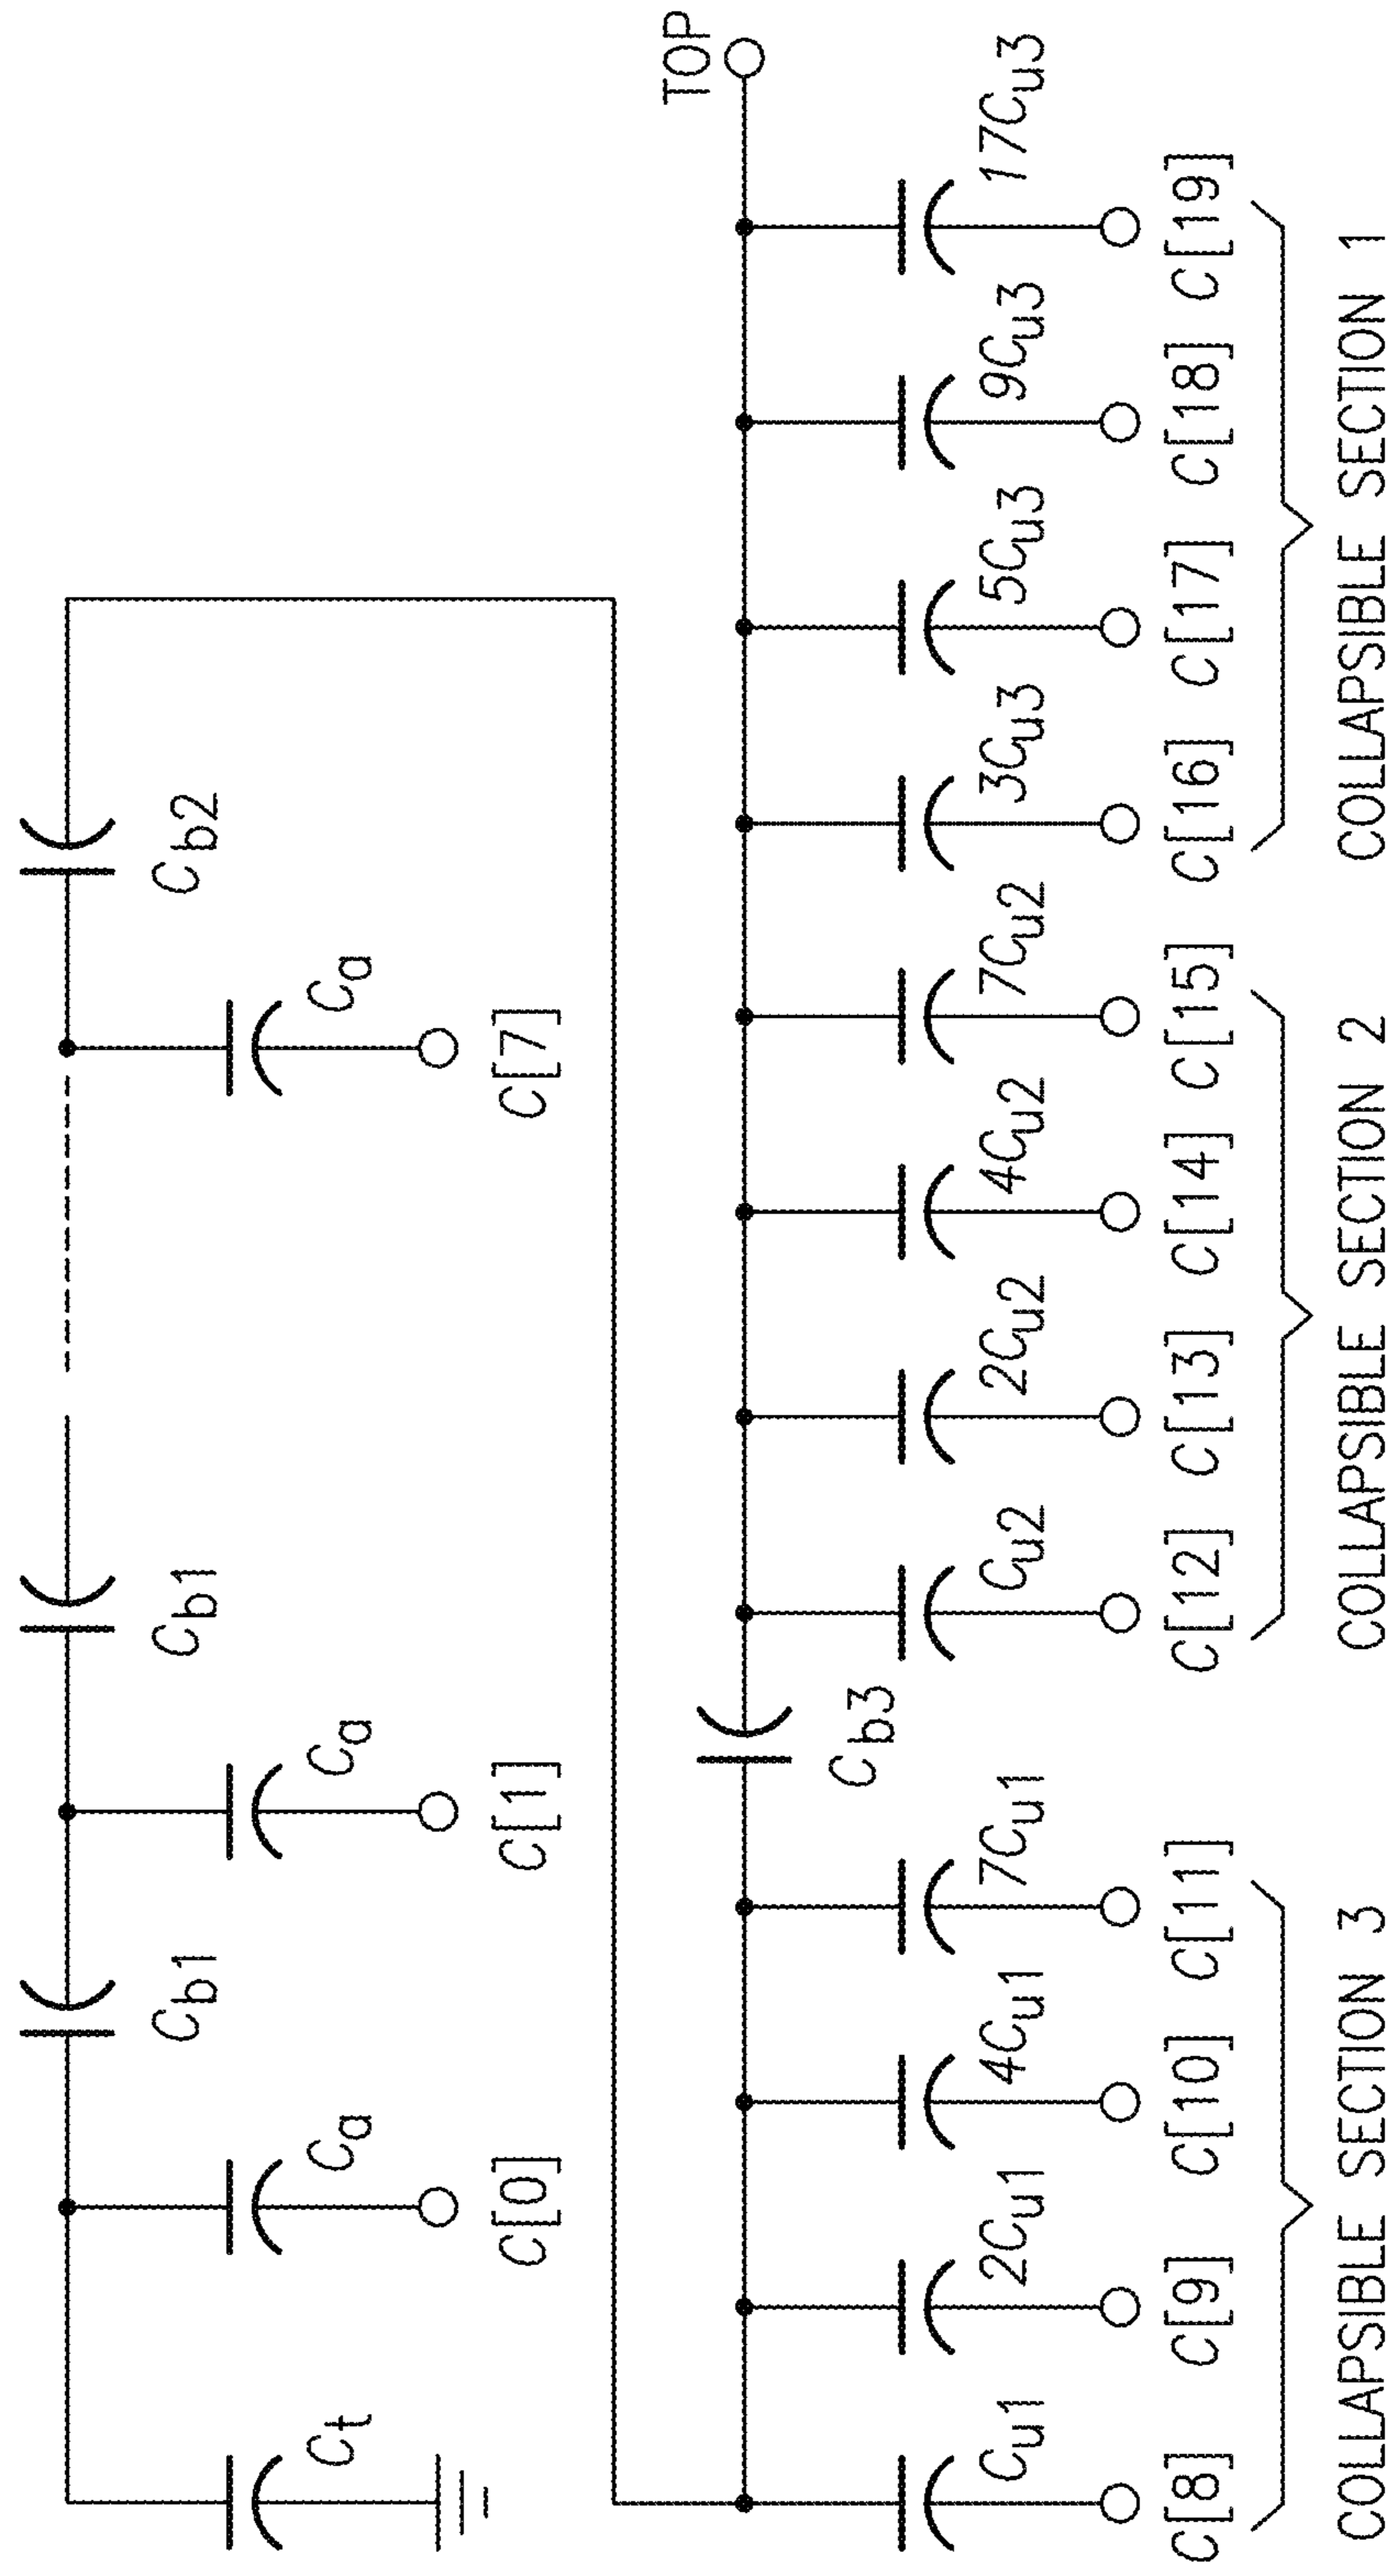 Cb1 Cb1 Cb2
Ct Ca Ca Ca
C[0] C[1] C[7]
TOP
Cb3
Cu1 2Cu1 4Cu1 7Cu1 Cu2 2Cu2 4Cu2 7Cu2 3Cu3 5Cu3 9Cu3 17Cu3
C[8] C[9] C[10] C[11] C[12] C[13] C[14] C[15] C[16] C[17] C[18] C[19]
COLLAPSIBLE SECTION 3 COLLAPSIBLE SECTION 2 COLLAPSIBLE SECTION 1